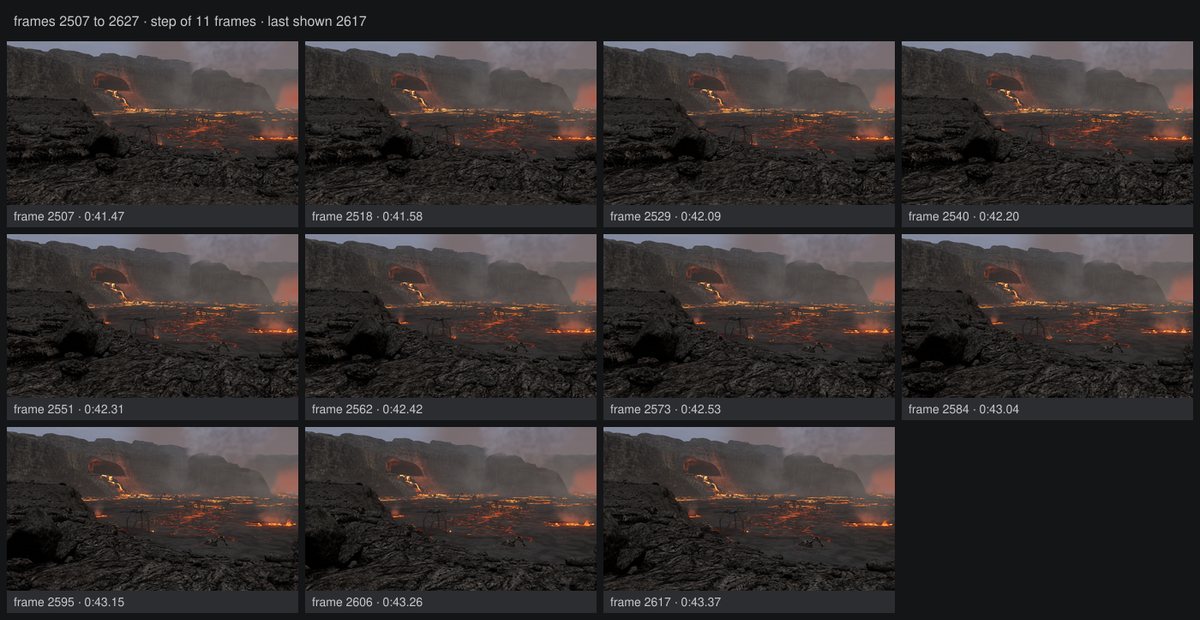 frames 2507 to 2627 · step of 11 frames · last shown 2617
frame 2507 · 0:41.47
frame 2518 · 0:41.58
frame 2529 · 0:42.09
frame 2540 · 0:42.20
frame 2551 · 0:42.31
frame 2562 · 0:42.42
frame 2573 · 0:42.53
frame 2584 · 0:43.04
frame 2595 · 0:43.15
frame 2606 · 0:43.26
frame 2617 · 0:43.37